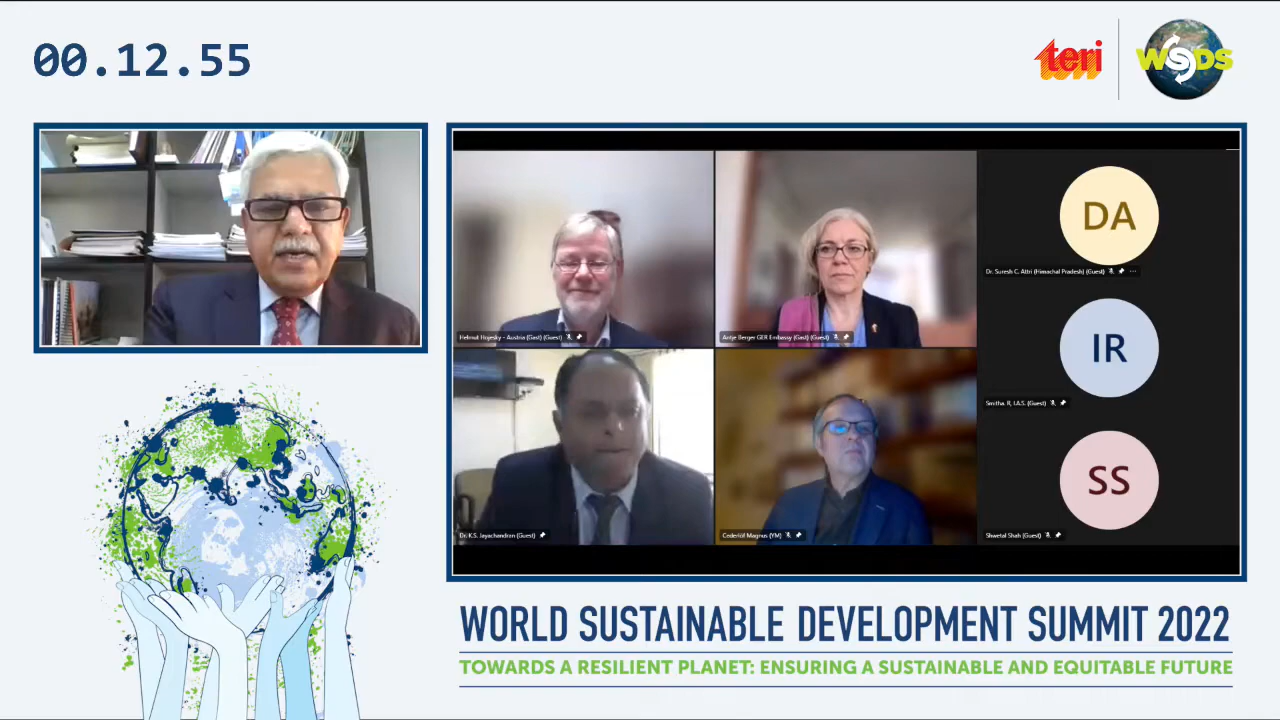 00.12.55
teri
WSDS
DA
Dr. Suresh C. Attri (Himachal Pradesh) (Guest)
Helmut Hojesky - Austria (Gast) (Guest)
Antje Berger GER Embassy (Gast) (Guest)
IR
Smitha. R, I.A.S. (Guest)
SS
Dr. K.S. Jayachandran (Guest)
Cederlöf Magnus (YM)
Shwetal Shah (Guest)
WORLD SUSTAINABLE DEVELOPMENT SUMMIT 2022
TOWARDS A RESILIENT PLANET: ENSURING A SUSTAINABLE AND EQUITABLE FUTURE